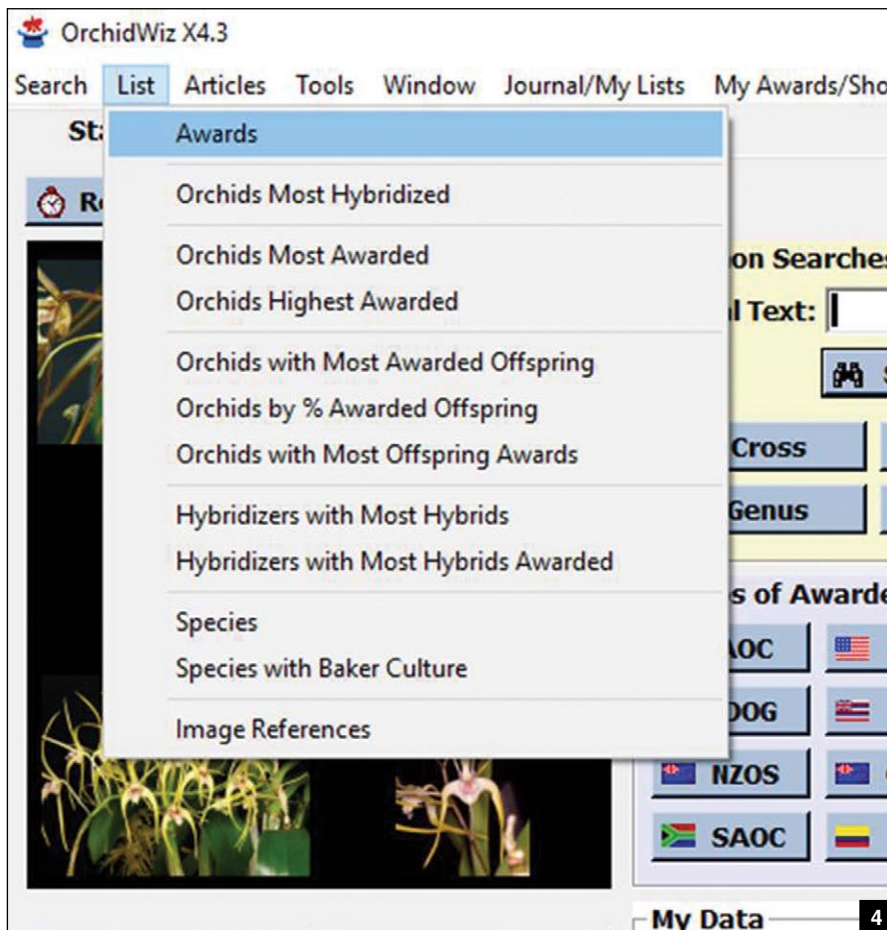 OrchidWiz X4.3
Search List Articles Tools Window Journal/My Lists My Awards/Sho
Sta
Awards
Orchids Most Hybridized
Orchids Most Awarded
Orchids Highest Awarded
Orchids with Most Awarded Offspring
Orchids by % Awarded Offspring
Orchids with Most Offspring Awards
Hybridizers with Most Hybrids
Hybridizers with Most Hybrids Awarded
Species
Species with Baker Culture
Image References
on Searches
l Text:
Cross
Genus
s of Awarde
AOC
DOG
NZOS
SAOC
My Data
4